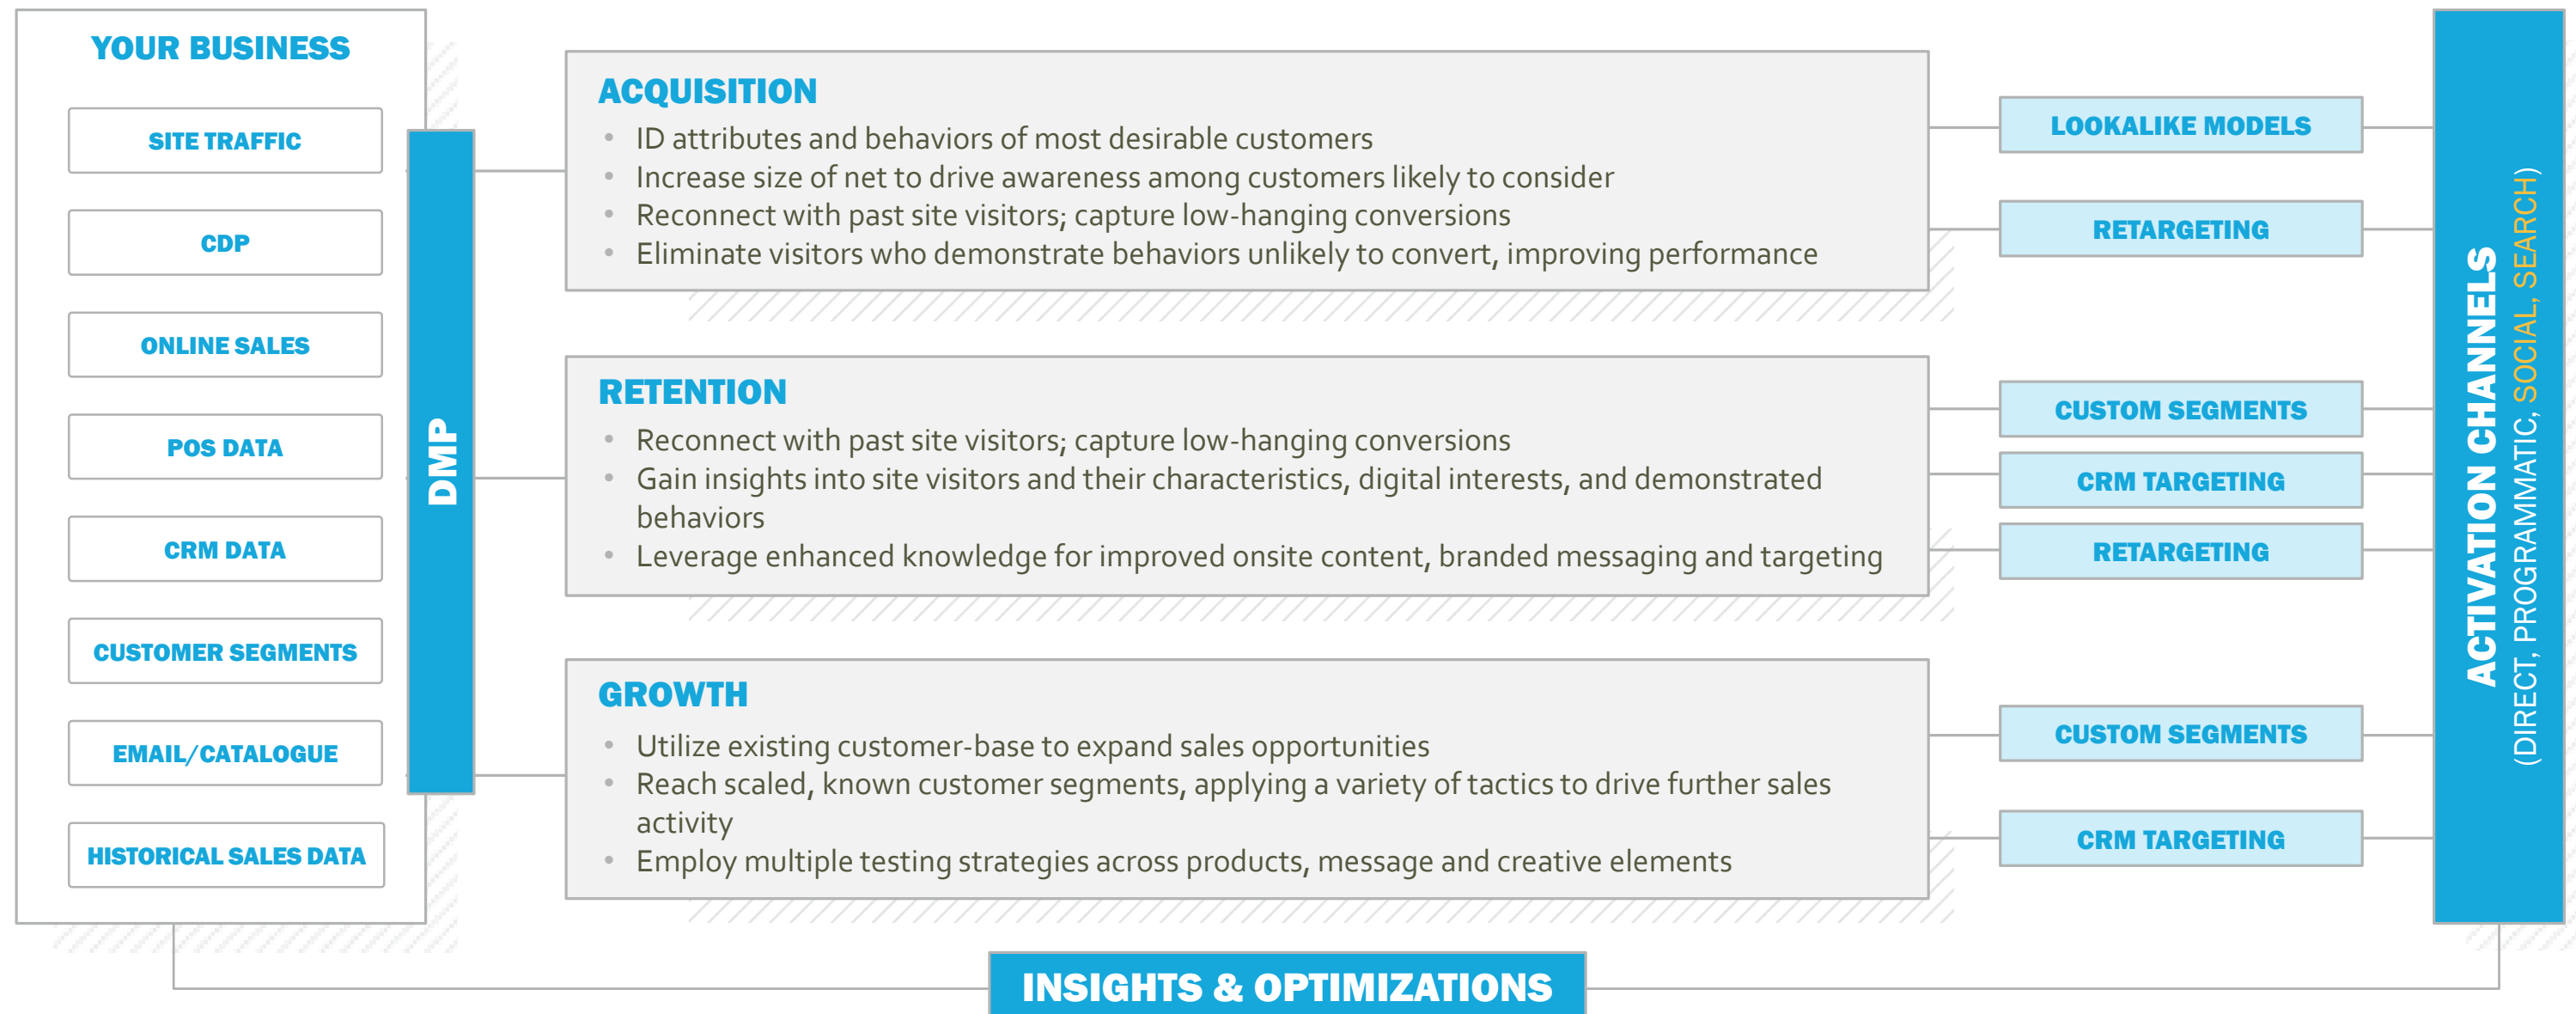 YOUR BUSINESS
SITE TRAFFIC
CDP
ONLINE SALES
POS DATA
CRM DATA
CUSTOMER SEGMENTS
EMAIL/CATALOGUE
HISTORICAL SALES DATA
DMP
ACQUISITION
• ID attributes and behaviors of most desirable customers
• Increase size of net to drive awareness among customers likely to consider
• Reconnect with past site visitors; capture low-hanging conversions
• Eliminate visitors who demonstrate behaviors unlikely to convert, improving performance
LOOKALIKE MODELS
RETARGETING
RETENTION
• Reconnect with past site visitors; capture low-hanging conversions
• Gain insights into site visitors and their characteristics, digital interests, and demonstrated
behaviors
• Leverage enhanced knowledge for improved onsite content, branded messaging and targeting
CUSTOM SEGMENTS
CRM TARGETING
RETARGETING
GROWTH
• Utilize existing customer-base to expand sales opportunities
• Reach scaled, known customer segments, applying a variety of tactics to drive further sales
activity
• Employ multiple testing strategies across products, message and creative elements
CUSTOM SEGMENTS
CRM TARGETING
ACTIVATION CHANNELS
(DIRECT, PROGRAMMATIC, SOCIAL, SEARCH)
INSIGHTS & OPTIMIZATIONS